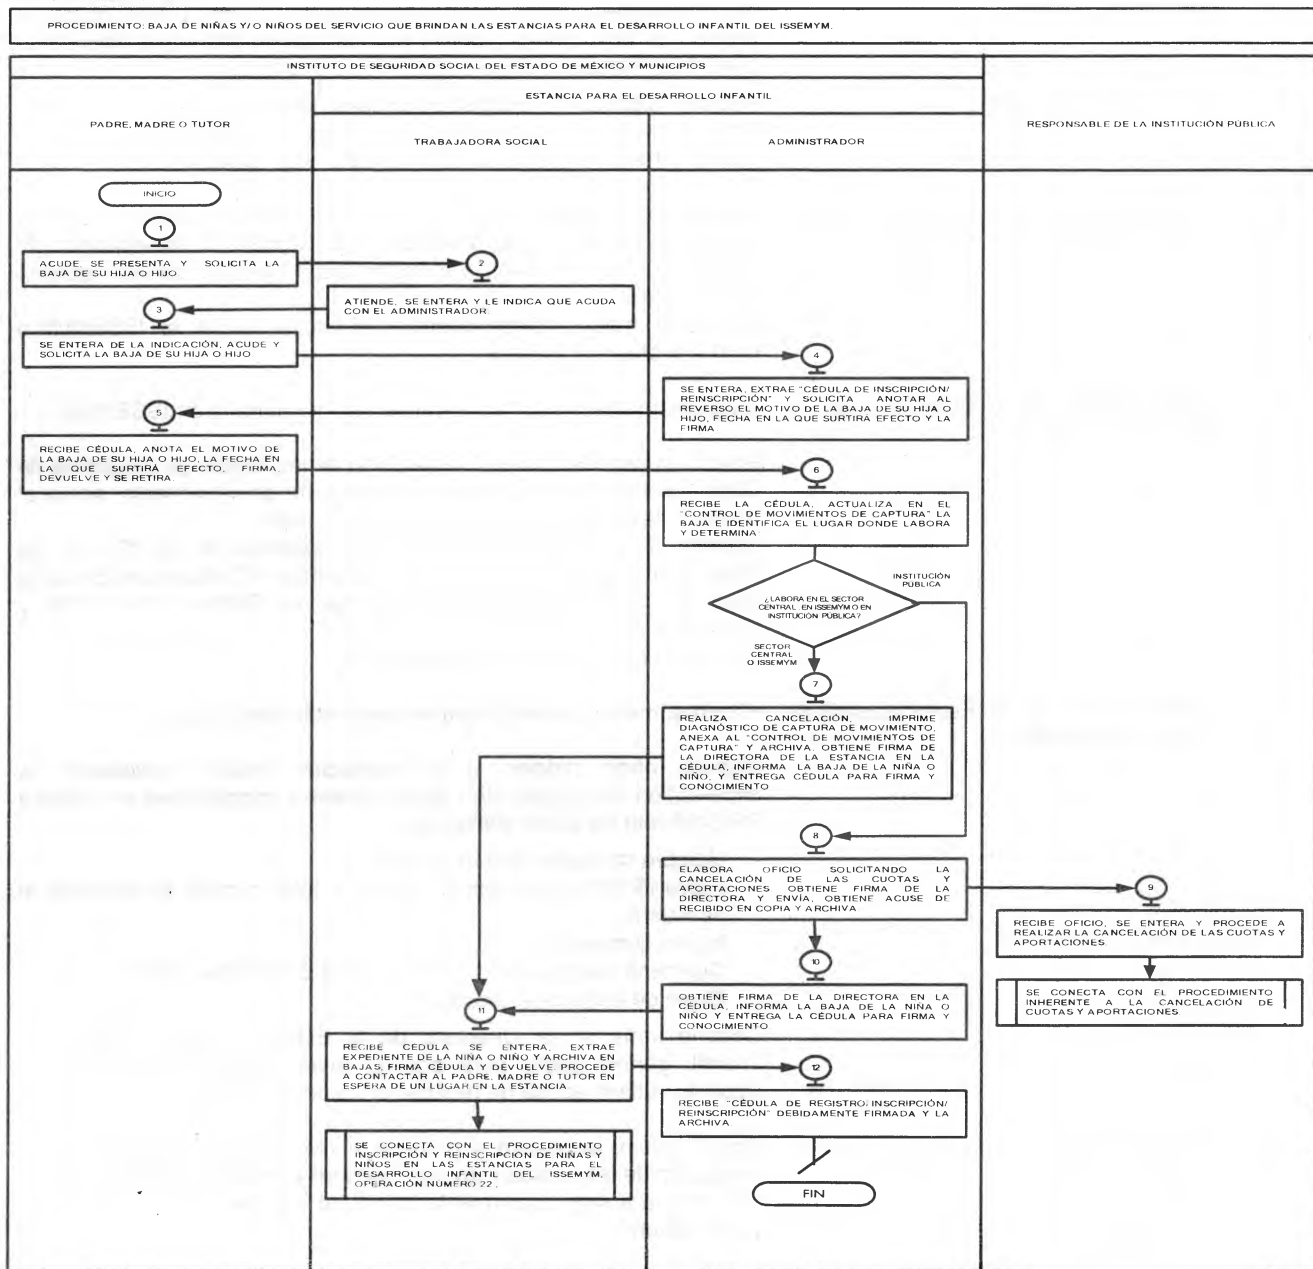 PROCEDIMIENTO: BAJA DE NIÑAS Y/O NIÑOS DEL SERVICIO QUE BRINDAN LAS ESTANCIAS PARA EL DESARROLLO INFANTIL DEL ISSEMYM.
INSTITUTO DE SEGURIDAD SOCIAL DEL ESTADO DE MÉXICO Y MUNICIPIOS
ESTANCIA PARA EL DESARROLLO INFANTIL
PADRE, MADRE O TUTOR
TRABAJADORA SOCIAL
ADMINISTRADOR
RESPONSABLE DE LA INSTITUCIÓN PÚBLICA
INICIO
1
ACUDE, SE PRESENTA Y SOLICITA LA
BAJA DE SU HIJA O HIJO.
2
ATIENDE, SE ENTERA Y LE INDICA QUE ACUDA
CON EL ADMINISTRADOR.
3
SE ENTERA DE LA INDICACIÓN, ACUDE Y
SOLICITA LA BAJA DE SU HIJA O HIJO.
4
SE ENTERA, EXTRAE "CÉDULA DE INSCRIPCIÓN/
REINSCRIPCIÓN" Y SOLICITA ANOTAR AL
REVERSO EL MOTIVO DE LA BAJA DE SU HIJA O
HIJO, FECHA EN LA QUE SURTIRÁ EFECTO Y LA
FIRMA.
5
RECIBE CÉDULA, ANOTA EL MOTIVO DE
LA BAJA DE SU HIJA O HIJO, LA FECHA EN
LA QUE SURTIRÁ EFECTO, FIRMA,
DEVUELVE Y SE RETIRA.
6
RECIBE LA CÉDULA, ACTUALIZA EN EL
"CONTROL DE MOVIMIENTOS DE CAPTURA" LA
BAJA E IDENTIFICA EL LUGAR DONDE LABORA
Y DETERMINA:
¿LABORA EN EL SECTOR
CENTRAL, EN ISSEMYM O EN
INSTITUCIÓN PÚBLICA?
INSTITUCIÓN
PÚBLICA
SECTOR
CENTRAL
O ISSEMYM
7
REALIZA CANCELACIÓN, IMPRIME
DIAGNÓSTICO DE CAPTURA DE MOVIMIENTO,
ANEXA AL "CONTROL DE MOVIMIENTOS DE
CAPTURA" Y ARCHIVA. OBTIENE FIRMA DE
LA DIRECTORA DE LA ESTANCIA EN LA
CÉDULA, INFORMA LA BAJA DE LA NIÑA O
NIÑO, Y ENTREGA CÉDULA PARA FIRMA Y
CONOCIMIENTO.
8
ELABORA OFICIO SOLICITANDO LA
CANCELACIÓN DE LAS CUOTAS Y
APORTACIONES OBTIENE FIRMA DE LA
DIRECTORA Y ENVÍA, OBTIENE ACUSE DE
RECIBIDO EN COPIA Y ARCHIVA.
9
RECIBE OFICIO, SE ENTERA Y PROCEDE A
REALIZAR LA CANCELACIÓN DE LAS CUOTAS Y
APORTACIONES.
SE CONECTA CON EL PROCEDIMIENTO
INHERENTE A LA CANCELACIÓN DE
CUOTAS Y APORTACIONES.
10
OBTIENE FIRMA DE LA DIRECTORA EN LA
CÉDULA, INFORMA LA BAJA DE LA NIÑA O
NIÑO Y ENTREGA LA CÉDULA PARA FIRMA Y
CONOCIMIENTO.
11
RECIBE CÉDULA SE ENTERA, EXTRAE
EXPEDIENTE DE LA NIÑA O NIÑO Y ARCHIVA EN
BAJAS, FIRMA CÉDULA Y DEVUELVE. PROCEDE
A CONTACTAR AL PADRE, MADRE O TUTOR EN
ESPERA DE UN LUGAR EN LA ESTANCIA.
12
RECIBE "CÉDULA DE REGISTRO/INSCRIPCIÓN/
REINSCRIPCIÓN" DEBIDAMENTE FIRMADA Y LA
ARCHIVA.
SE CONECTA CON EL PROCEDIMIENTO
INSCRIPCIÓN Y REINSCRIPCIÓN DE NIÑAS Y
NIÑOS EN LAS ESTANCIAS PARA EL
DESARROLLO INFANTIL DEL ISSEMYM,
OPERACIÓN NUMERO 22.
FIN